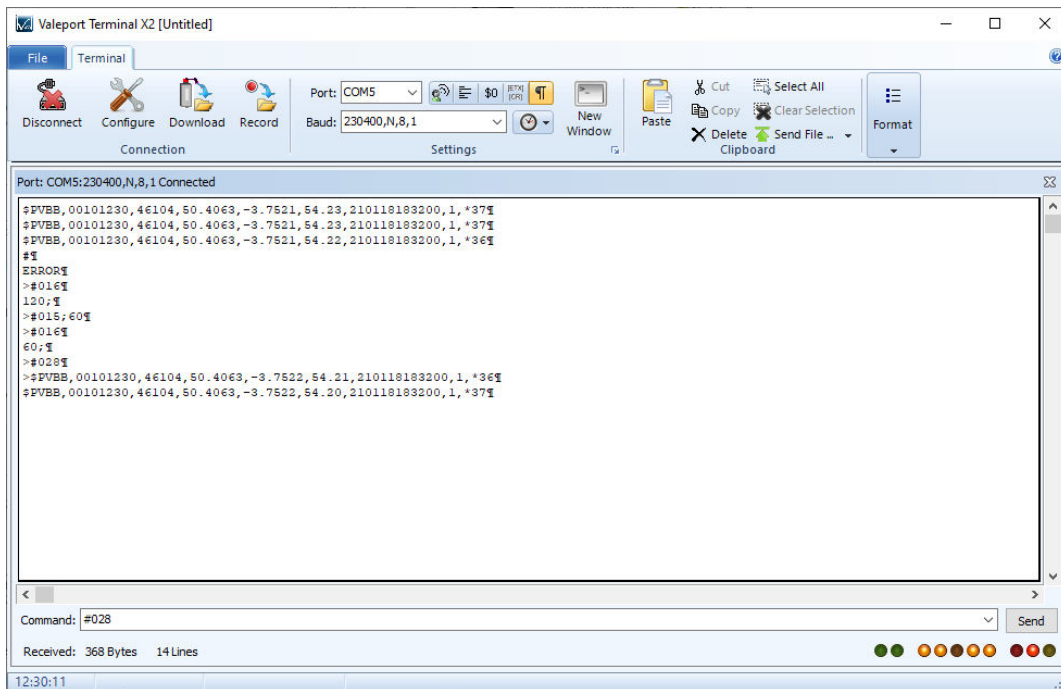 Valeport Terminal X2 [Untitled]
File Terminal
Disconnect Configure Download Record
Connection
Port: COM5 $0 [ETX] [CR] ¶
Baud: 230400,N,8,1
New Window
Settings
Paste
Cut Select All
Copy Clear Selection
Delete Send File ...
Clipboard
Format
Port: COM5:230400,N,8,1 Connected
$PVBB,00101230,46104,50.4063,-3.7521,54.23,210118183200,1,*37¶
$PVBB,00101230,46104,50.4063,-3.7521,54.23,210118183200,1,*37¶
$PVBB,00101230,46104,50.4063,-3.7521,54.22,210118183200,1,*36¶
#¶
ERROR¶
>#016¶
120;¶
>#015;60¶
>#016¶
60;¶
>#028¶
>$PVBB,00101230,46104,50.4063,-3.7522,54.21,210118183200,1,*36¶
$PVBB,00101230,46104,50.4063,-3.7522,54.20,210118183200,1,*37¶
Command: #028 Send
Received: 368 Bytes 14 Lines
12:30:11